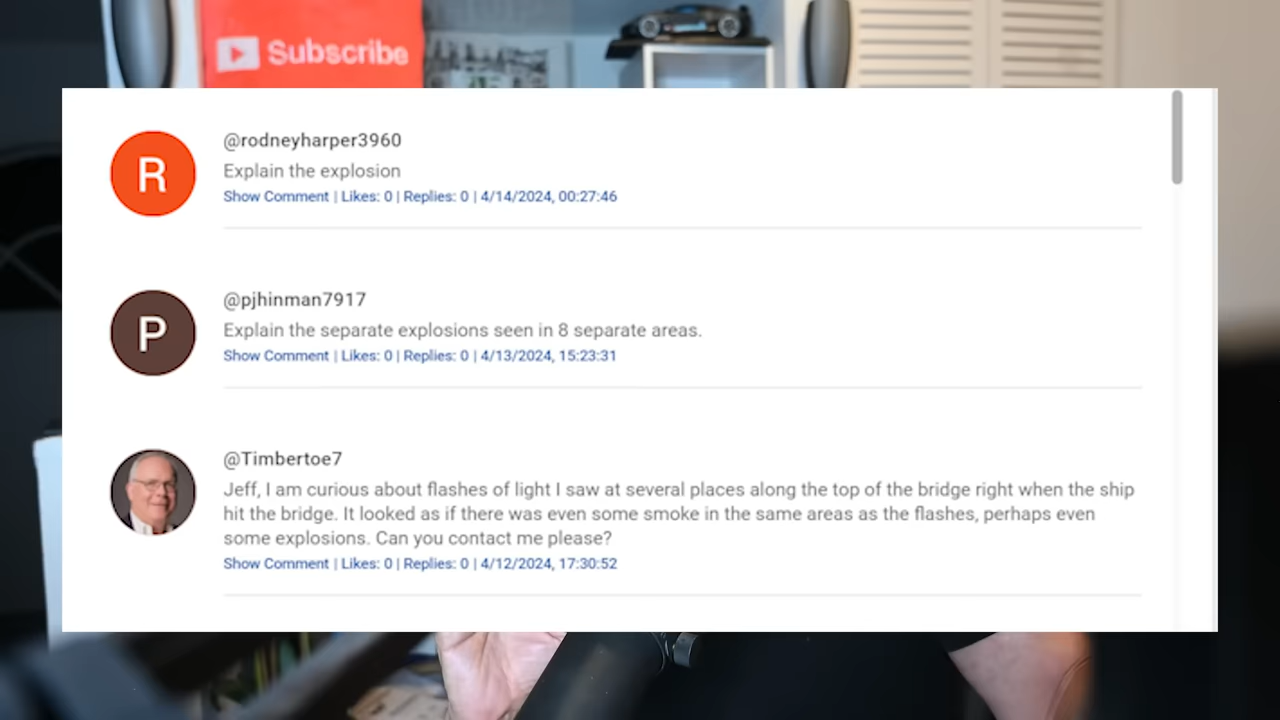 Subscribe
R
@rodneyharper3960
Explain the explosion
Show Comment | Likes: 0 | Replies: 0 | 4/14/2024, 00:27:46
P
@pjhinman7917
Explain the separate explosions seen in 8 separate areas.
Show Comment | Likes: 0 | Replies: 0 | 4/13/2024, 15:23:31
@Timbertoe7
Jeff, I am curious about flashes of light I saw at several places along the top of the bridge right when the ship
hit the bridge. It looked as if there was even some smoke in the same areas as the flashes, perhaps even
some explosions. Can you contact me please?
Show Comment | Likes: 0 | Replies: 0 | 4/12/2024, 17:30:52